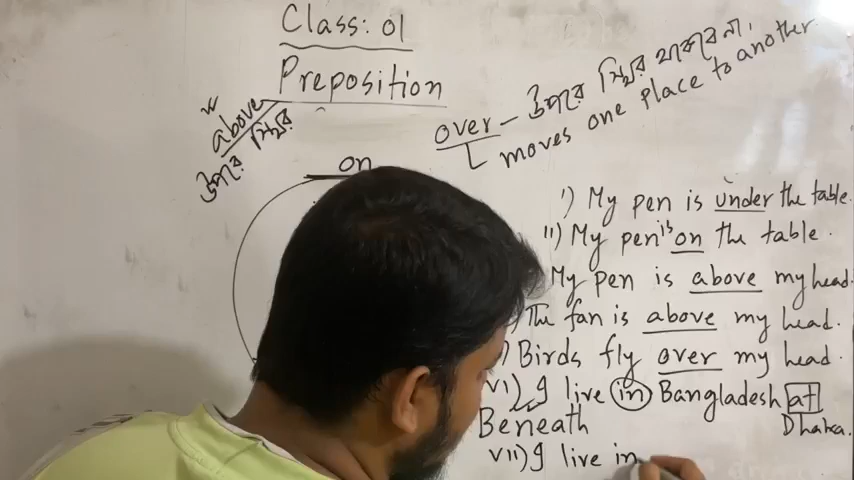 Class: 01
Preposition
above
উপরে স্থির
over - উপরে স্থির থাকবে না।
moves one place to another
on
i) My pen is under the table.
ii) My pen is on the table.
My pen is above my head.
) The fan is above my head.
) Birds fly over my head.
vi) I live in Bangladesh at
Dhaka.
Beneath
vii) I live in